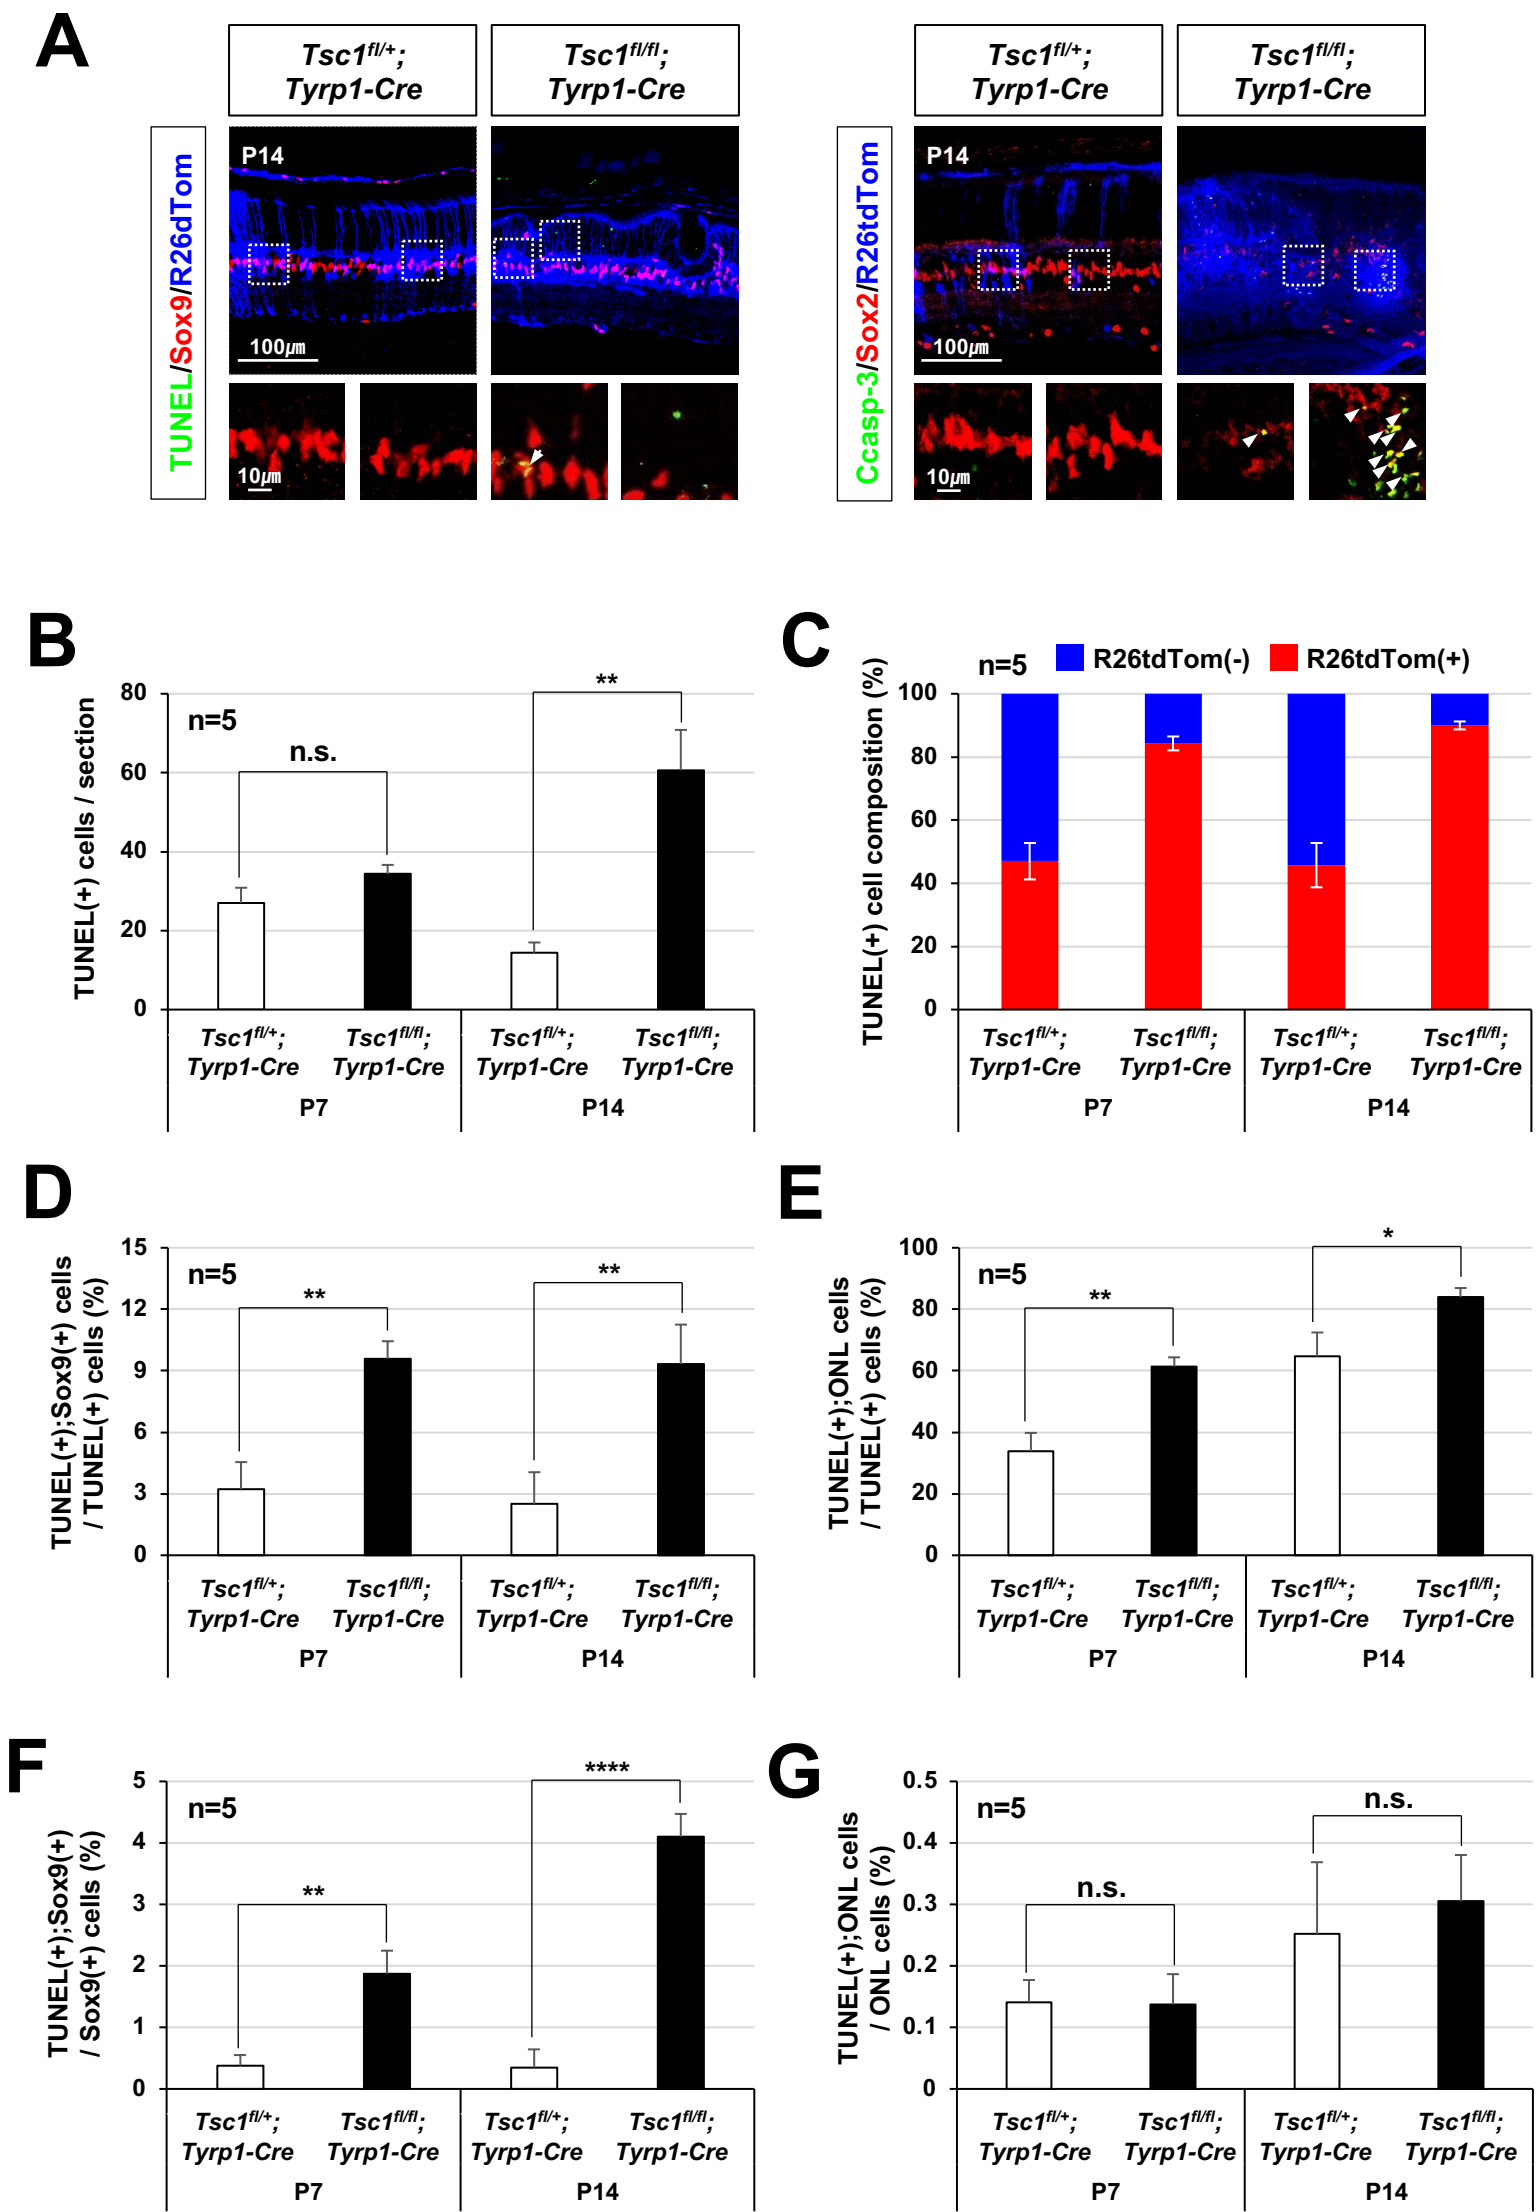 A
Tsc1fl/+;
Tyrp1-Cre
Tsc1fl/fl;
Tyrp1-Cre
TUNEL/Sox9/R26dTom
P14
100㎛
10㎛
Tsc1fl/+;
Tyrp1-Cre
Tsc1fl/fl;
Tyrp1-Cre
Ccasp-3/Sox2/R26tdTom
P14
100㎛
10㎛
B
TUNEL(+) cells / section
80
60
40
20
0
n=5
n.s.
**
Tsc1fl/+;
Tyrp1-Cre
Tsc1fl/fl;
Tyrp1-Cre
Tsc1fl/+;
Tyrp1-Cre
Tsc1fl/fl;
Tyrp1-Cre
P7
P14
C
TUNEL(+) cell composition (%)
n=5
R26tdTom(-)
R26tdTom(+)
100
80
60
40
20
0
Tsc1fl/+;
Tyrp1-Cre
Tsc1fl/fl;
Tyrp1-Cre
Tsc1fl/+;
Tyrp1-Cre
Tsc1fl/fl;
Tyrp1-Cre
P7
P14
D
TUNEL(+);Sox9(+) cells
/ TUNEL(+) cells (%)
15
12
9
6
3
0
n=5
**
**
Tsc1fl/+;
Tyrp1-Cre
Tsc1fl/fl;
Tyrp1-Cre
Tsc1fl/+;
Tyrp1-Cre
Tsc1fl/fl;
Tyrp1-Cre
P7
P14
E
TUNEL(+);ONL cells
/ TUNEL(+) cells (%)
100
80
60
40
20
0
n=5
**
*
Tsc1fl/+;
Tyrp1-Cre
Tsc1fl/fl;
Tyrp1-Cre
Tsc1fl/+;
Tyrp1-Cre
Tsc1fl/fl;
Tyrp1-Cre
P7
P14
F
TUNEL(+);Sox9(+)
/ Sox9(+) cells (%)
5
4
3
2
1
0
n=5
**
****
Tsc1fl/+;
Tyrp1-Cre
Tsc1fl/fl;
Tyrp1-Cre
Tsc1fl/+;
Tyrp1-Cre
Tsc1fl/fl;
Tyrp1-Cre
P7
P14
G
TUNEL(+);ONL cells
/ ONL cells (%)
0.5
0.4
0.3
0.2
0.1
0
n=5
n.s.
n.s.
Tsc1fl/+;
Tyrp1-Cre
Tsc1fl/fl;
Tyrp1-Cre
Tsc1fl/+;
Tyrp1-Cre
Tsc1fl/fl;
Tyrp1-Cre
P7
P14